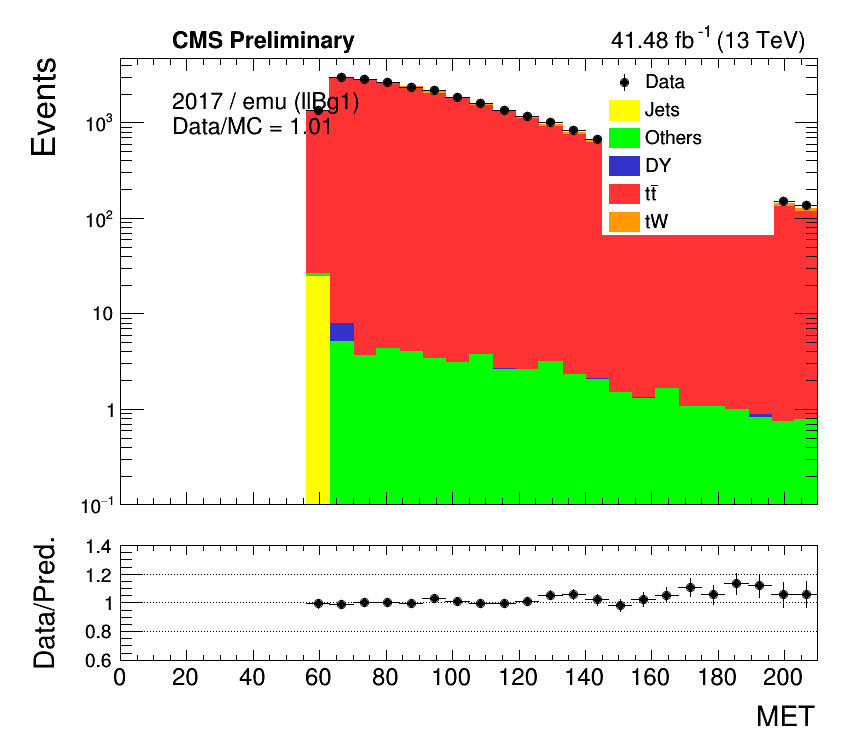 CMS Preliminary 41.48 fb⁻¹ (13 TeV)
Events
2017 / emu (llBg1)
Data/MC = 1.01
Data
Jets
Others
DY
tt̄
tW
10³
10²
10
1
10⁻¹
Data/Pred.
1.4
1.2
1
0.8
0.6
0 20 40 60 80 100 120 140 160 180 200
MET